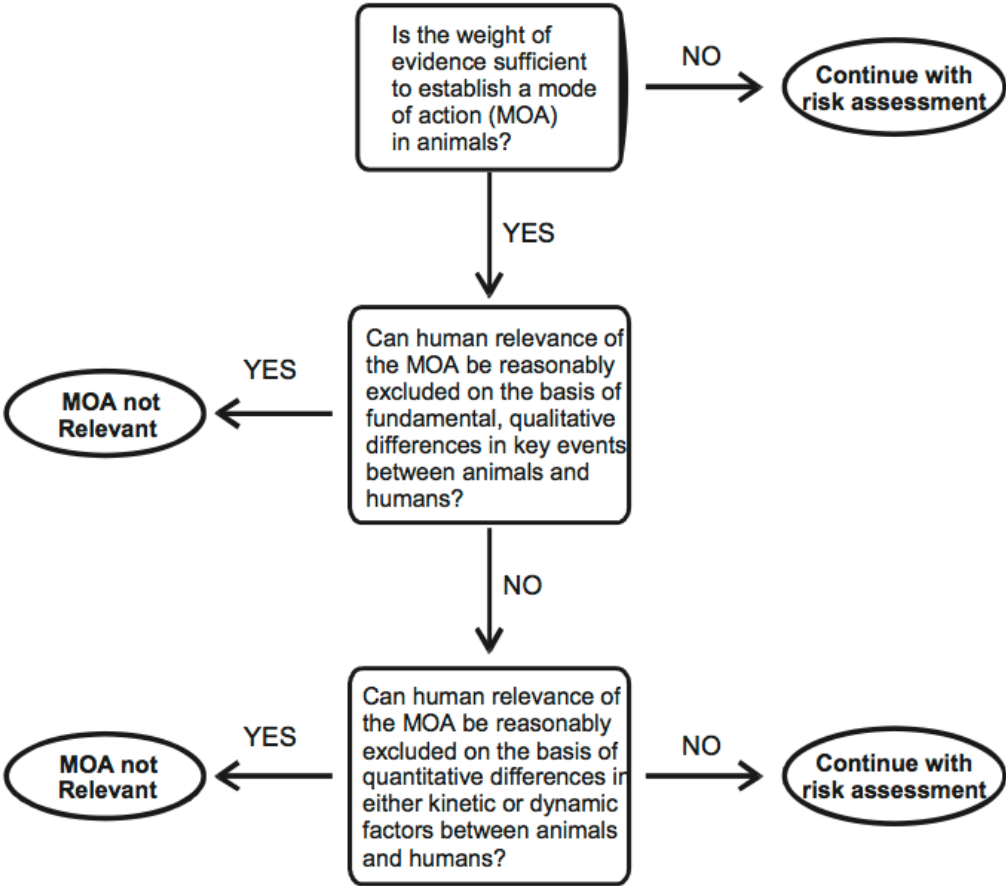 Is the weight of
evidence sufficient
to establish a mode
of action (MOA)
in animals?
NO
Continue with
risk assessment
YES
Can human relevance of
the MOA be reasonably
excluded on the basis of
fundamental, qualitative
differences in key events
between animals and
humans?
YES
MOA not
Relevant
NO
Can human relevance of
the MOA be reasonably
excluded on the basis of
quantitative differences in
either kinetic or dynamic
factors between animals
and humans?
YES
MOA not
Relevant
NO
Continue with
risk assessment